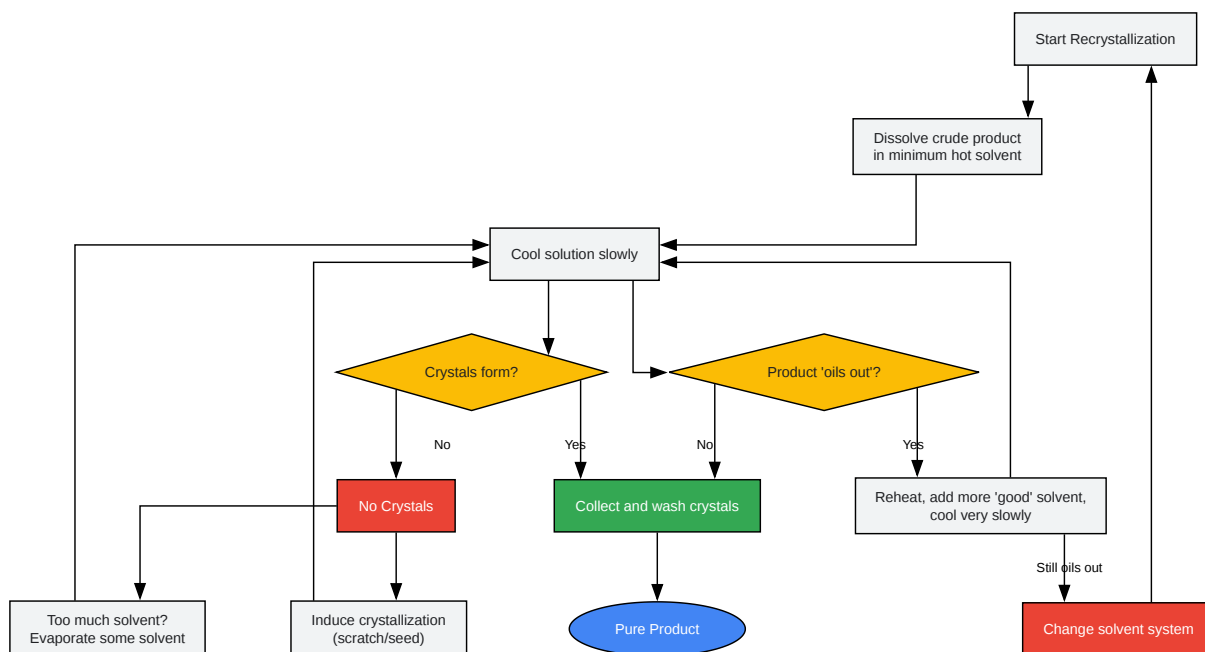 Start Recrystallization
Dissolve crude product
in minimum hot solvent
Cool solution slowly
Crystals form?
Product 'oils out'?
No
Yes
No
Yes
No Crystals
Collect and wash crystals
Reheat, add more 'good' solvent,
cool very slowly
Still oils out
Too much solvent?
Evaporate some solvent
Induce crystallization
(scratch/seed)
Pure Product
Change solvent system